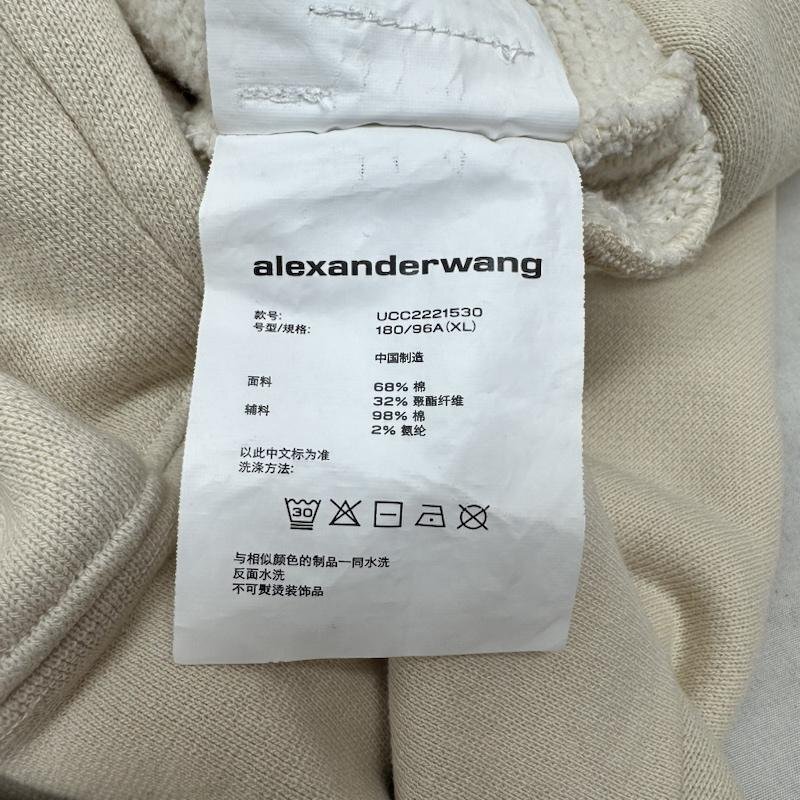 alexanderwang
款号: UCC2221530
号型/规格: 180/96A(XL)
中国制造
面料 68% 棉
32% 聚酯纤维
辅料 98% 棉
2% 氨纶
以此中文标为准
洗涤方法:
30
与相似颜色的制品一同水洗
反面水洗
不可熨烫装饰品